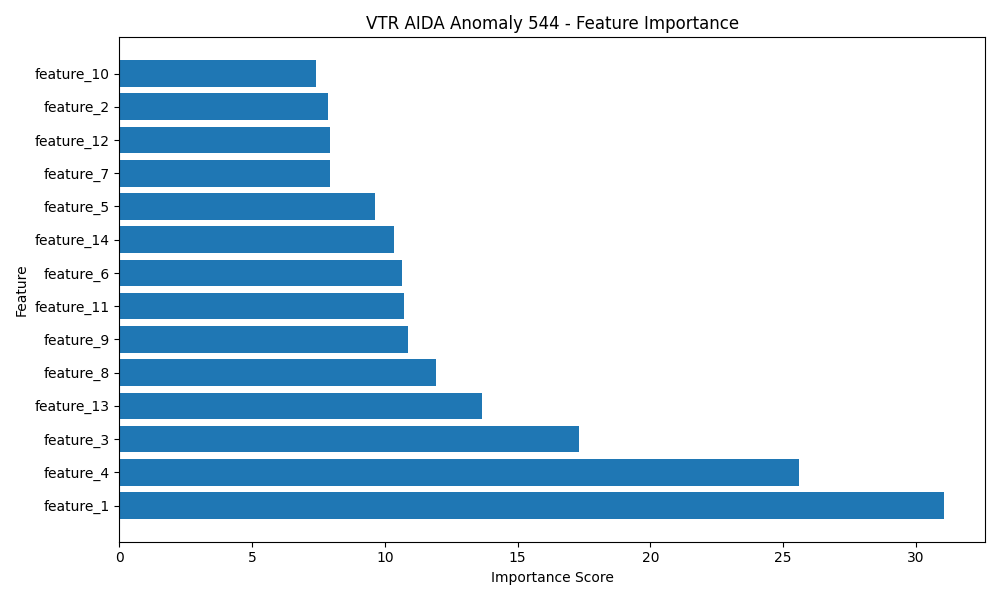 VTR AIDA Anomaly 544 - Feature Importance
feature_10
feature_2
feature_12
feature_7
feature_5
feature_14
feature_6
feature_11
feature_9
feature_8
feature_13
feature_3
feature_4
feature_1
Feature
0 5 10 15 20 25 30
Importance Score